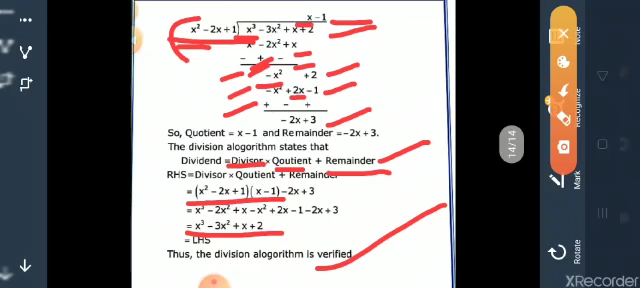 x - 1
x² - 2x + 1) x³ - 3x² + x + 2
x³ - 2x² + x
- + -
-x² +2
-x² + 2x - 1
+ - +
-2x + 3
So, Quotient = x - 1 and Remainder = -2x + 3.
The division alogorithm states that
Dividend = Divisor × Qoutient + Remainder
RHS = Divisor × Qoutient + Remainder
= (x² - 2x + 1)(x - 1) - 2x + 3
= x³ - 2x² + x - x² + 2x - 1 - 2x + 3
= x³ - 3x² + x + 2
= LHS
Thus, the division alogorithm is verified
14/14
Recognize
Mark
Rotate
XRecorder